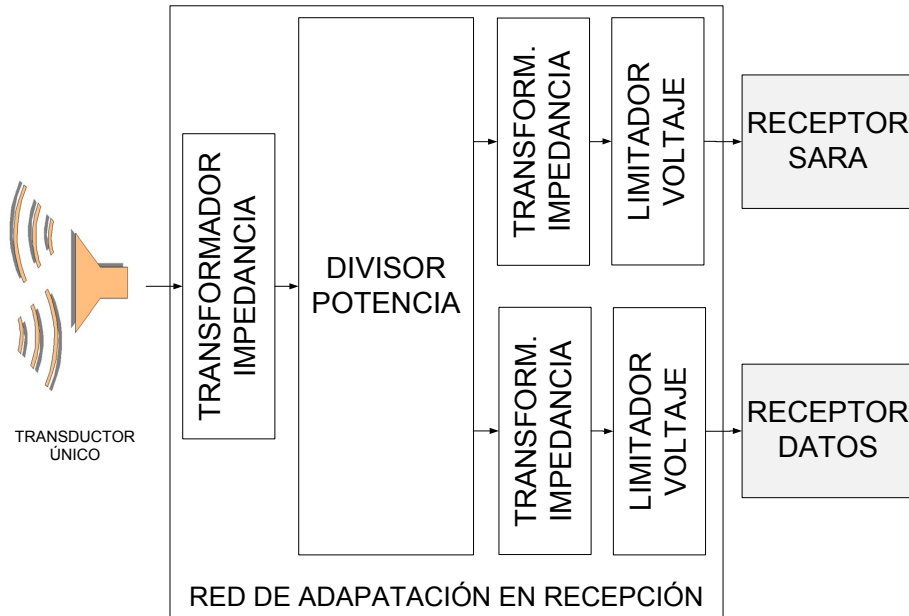 TRANSFORM.
IMPEDANCIA
LIMITADOR
VOLTAJE
RECEPTOR
SARA
TRANSFORMADOR
IMPEDANCIA
DIVISOR
POTENCIA
TRANSFORM.
IMPEDANCIA
LIMITADOR
VOLTAJE
RECEPTOR
DATOS
TRANSDUCTOR
ÚNICO
RED DE ADAPATACIÓN EN RECEPCIÓN